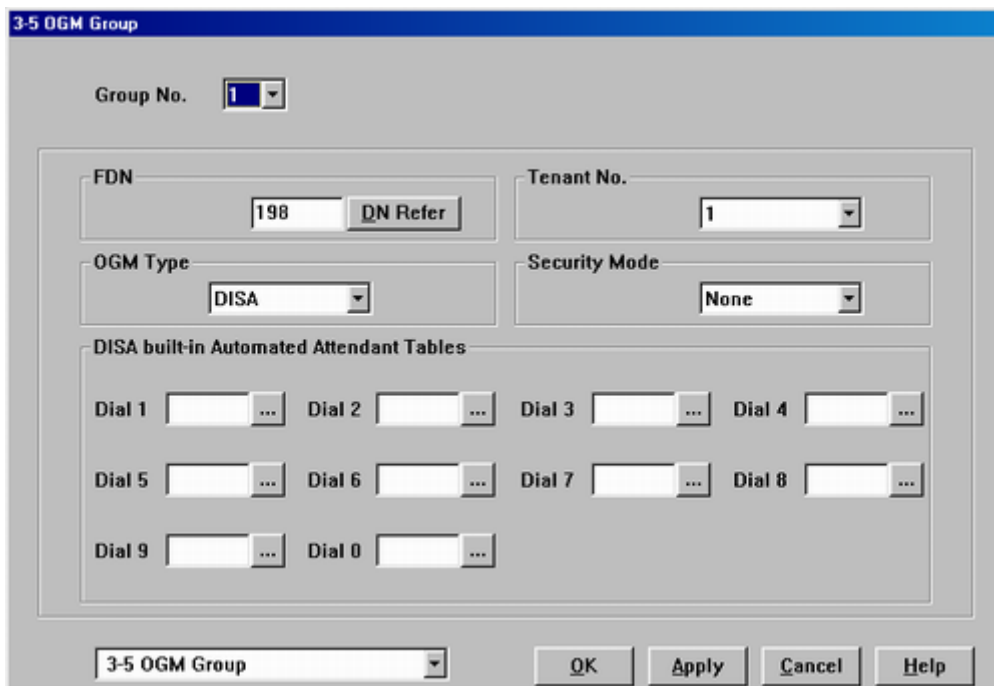 3-5 OGM Group
Group No. 1
FDN
Tenant No.
198 DN Refer
1
OGM Type
Security Mode
DISA
None
DISA built-in Automated Attendant Tables
Dial 1 ... Dial 2 ... Dial 3 ... Dial 4 ...
Dial 5 ... Dial 6 ... Dial 7 ... Dial 8 ...
Dial 9 ... Dial 0 ...
3-5 OGM Group OK Apply Cancel Help